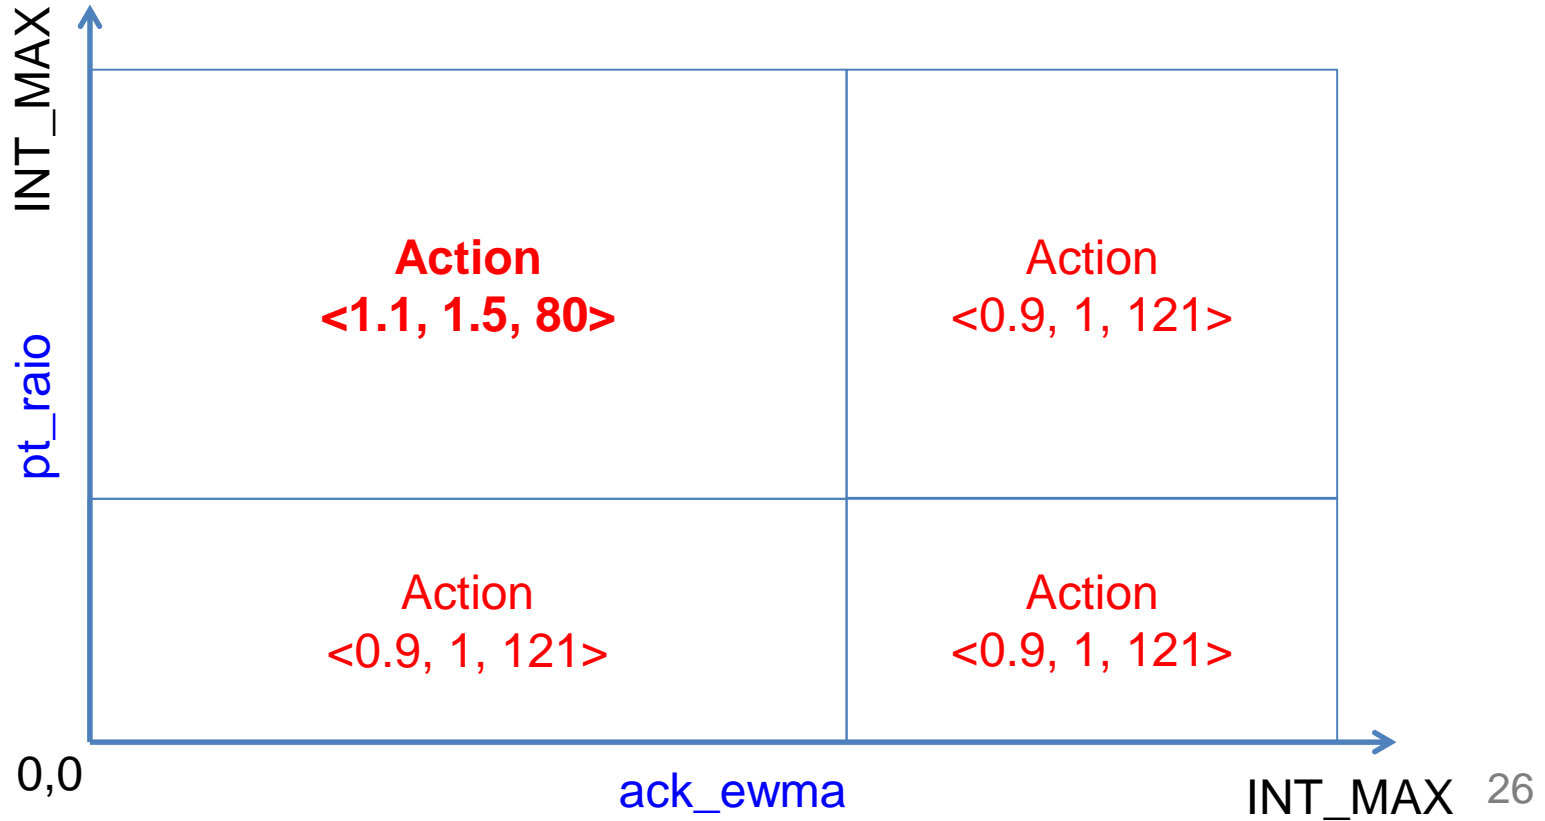 INT_MAX
pt_raio
Action
<1.1, 1.5, 80>
Action
<0.9, 1, 121>
Action
<0.9, 1, 121>
Action
<0.9, 1, 121>
0,0
ack_ewma
INT_MAX
26